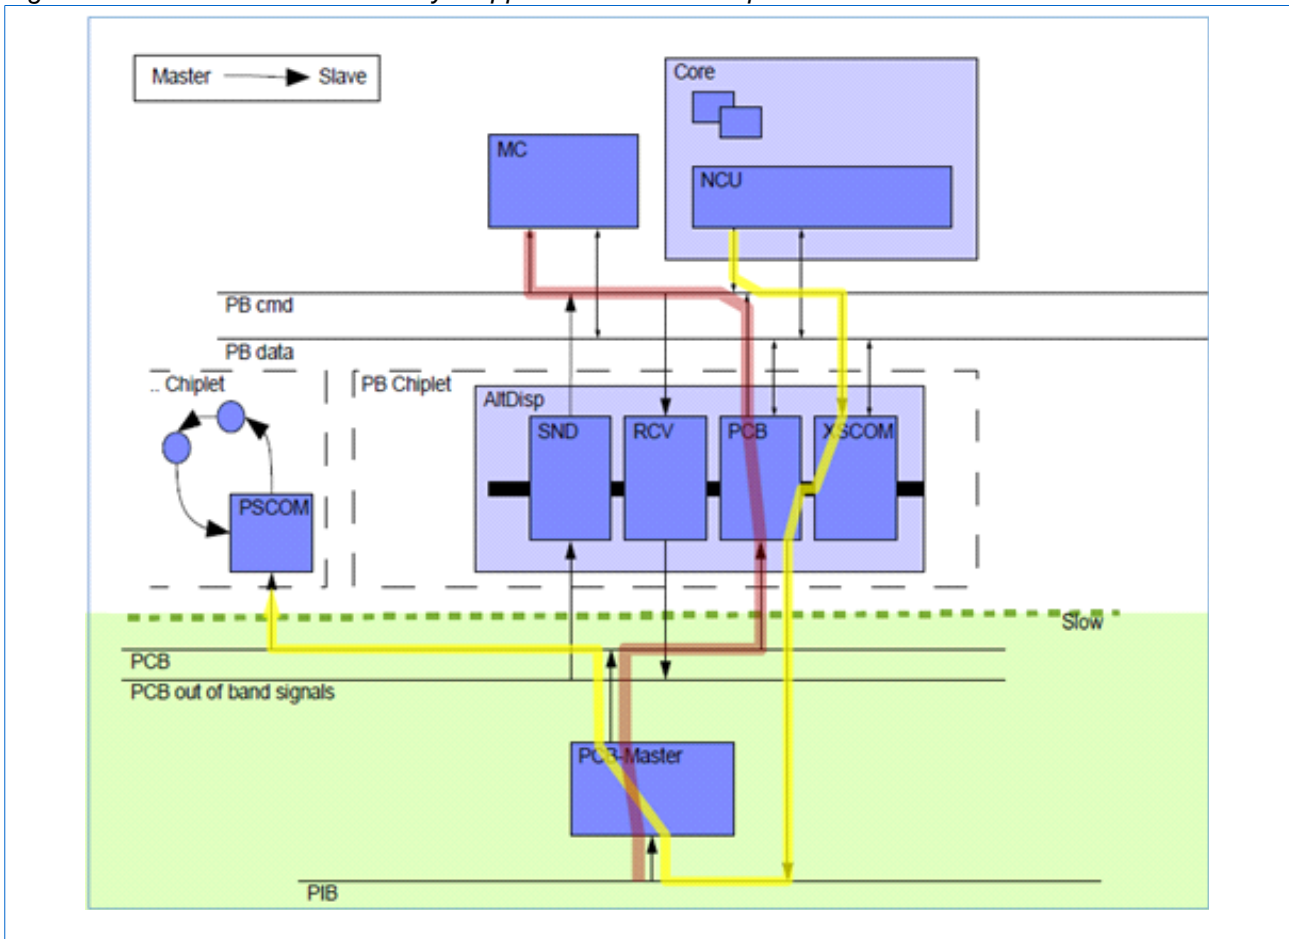 Master Slave
Core
MC
NCU
PB cmd
PB data
.. Chiplet
PB Chiplet
AltDisp
SND RCV PCB XSCOM
PSCOM
Slow
PCB
PCB out of band signals
PCB-Master
PIB